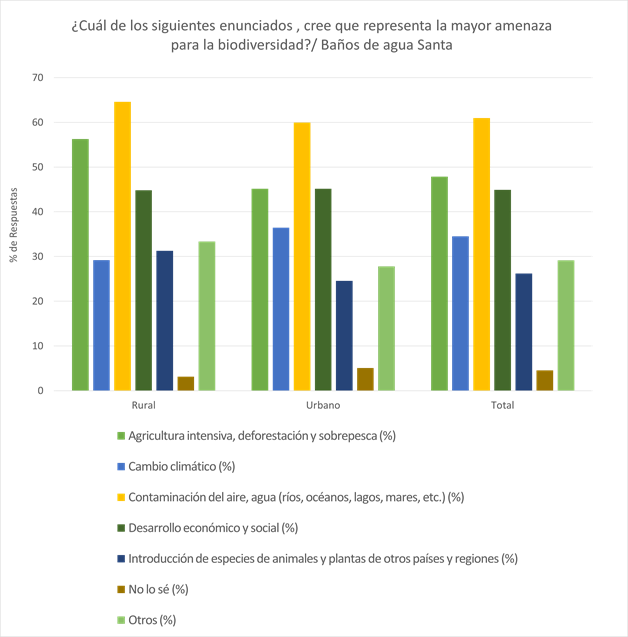 ¿Cuál de los siguientes enunciados , cree que representa la mayor amenaza
para la biodiversidad?/ Baños de agua Santa
70
60
50
40
30
20
10
0
% de Respuestas
Rural
Urbano
Total
Agricultura intensiva, deforestación y sobrepesca (%)
Cambio climático (%)
Contaminación del aire, agua (ríos, océanos, lagos, mares, etc.) (%)
Desarrollo económico y social (%)
Introducción de especies de animales y plantas de otros países y regiones (%)
No lo sé (%)
Otros (%)